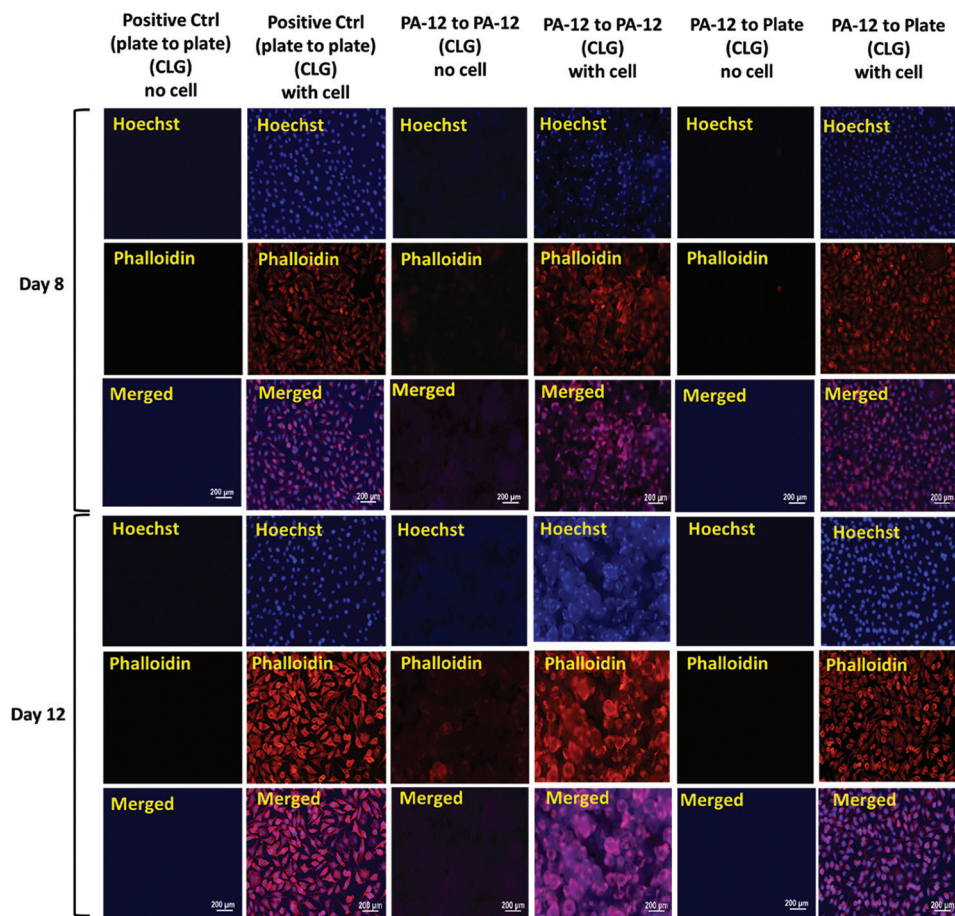 Positive Ctrl
(plate to plate)
(CLG)
no cell
Positive Ctrl
(plate to plate)
(CLG)
with cell
PA-12 to PA-12
(CLG)
no cell
PA-12 to PA-12
(CLG)
with cell
PA-12 to Plate
(CLG)
no cell
PA-12 to Plate
(CLG)
with cell
Day 8
Hoechst Hoechst Hoechst Hoechst Hoechst Hoechst
Phalloidin Phalloidin Phalloidin Phalloidin Phalloidin Phalloidin
Merged Merged Merged Merged Merged Merged
200 µm 200 µm 200 µm 200 µm 200 µm 200 µm
Day 12
Hoechst Hoechst Hoechst Hoechst Hoechst Hoechst
Phalloidin Phalloidin Phalloidin Phalloidin Phalloidin Phalloidin
Merged Merged Merged Merged Merged Merged
200 µm 200 µm 200 µm 200 µm 200 µm 200 µm